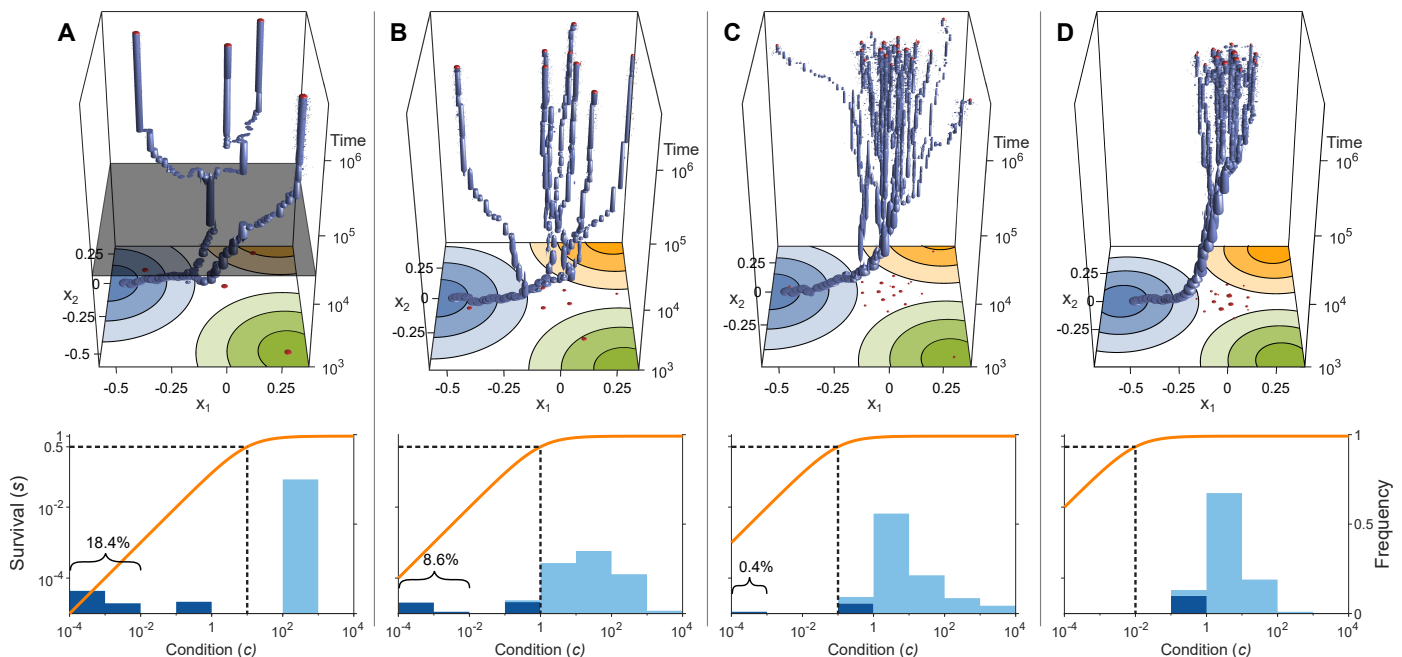 A
B
C
D
Time
Time
Time
Time
10^6
10^6
10^6
10^6
10^5
10^5
10^5
10^5
10^4
10^4
10^4
10^4
10^3
10^3
10^3
10^3
0.25
0.25
0.25
0.25
x_2 0
x_2 0
x_2 0
x_2 0
-0.25
-0.25
-0.25
-0.25
-0.5
-0.5 -0.25 0 0.25
-0.5 -0.25 0 0.25
-0.5 -0.25 0 0.25
-0.5 -0.25 0 0.25
x_1
x_1
x_1
x_1
Survival (s)
1
0.5
10^-2
10^-4
18.4%
8.6%
0.4%
1
0.5
0
Frequency
10^-4 10^-2 1 10^2 10^4
10^-4 10^-2 1 10^2 10^4
10^-4 10^-2 1 10^2 10^4
10^-4 10^-2 1 10^2 10^4
Condition (c)
Condition (c)
Condition (c)
Condition (c)